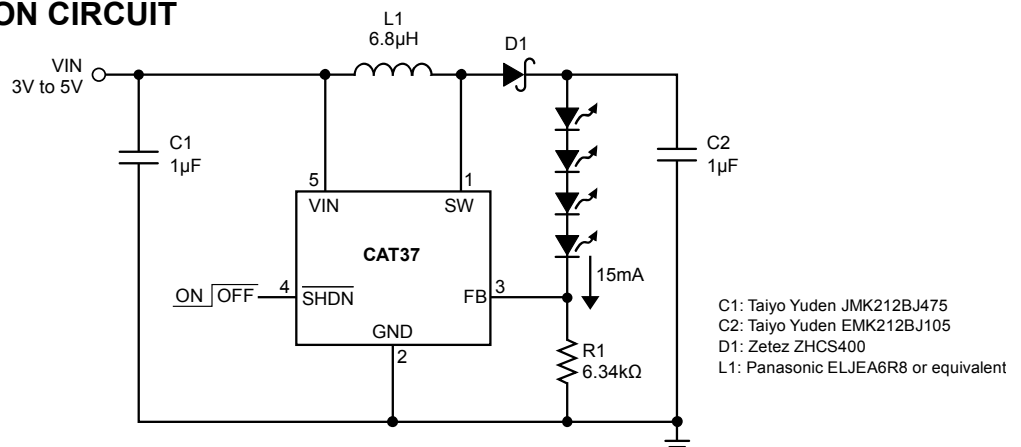 ON CIRCUIT
L1
6.8µH
D1
VIN
3V to 5V
C1
1µF
C2
1µF
5
1
VIN
SW
CAT37
15mA
ON OFF
4
SHDN
FB
3
GND
2
R1
6.34kΩ
C1: Taiyo Yuden JMK212BJ475
C2: Taiyo Yuden EMK212BJ105
D1: Zetez ZHCS400
L1: Panasonic ELJEA6R8 or equivalent